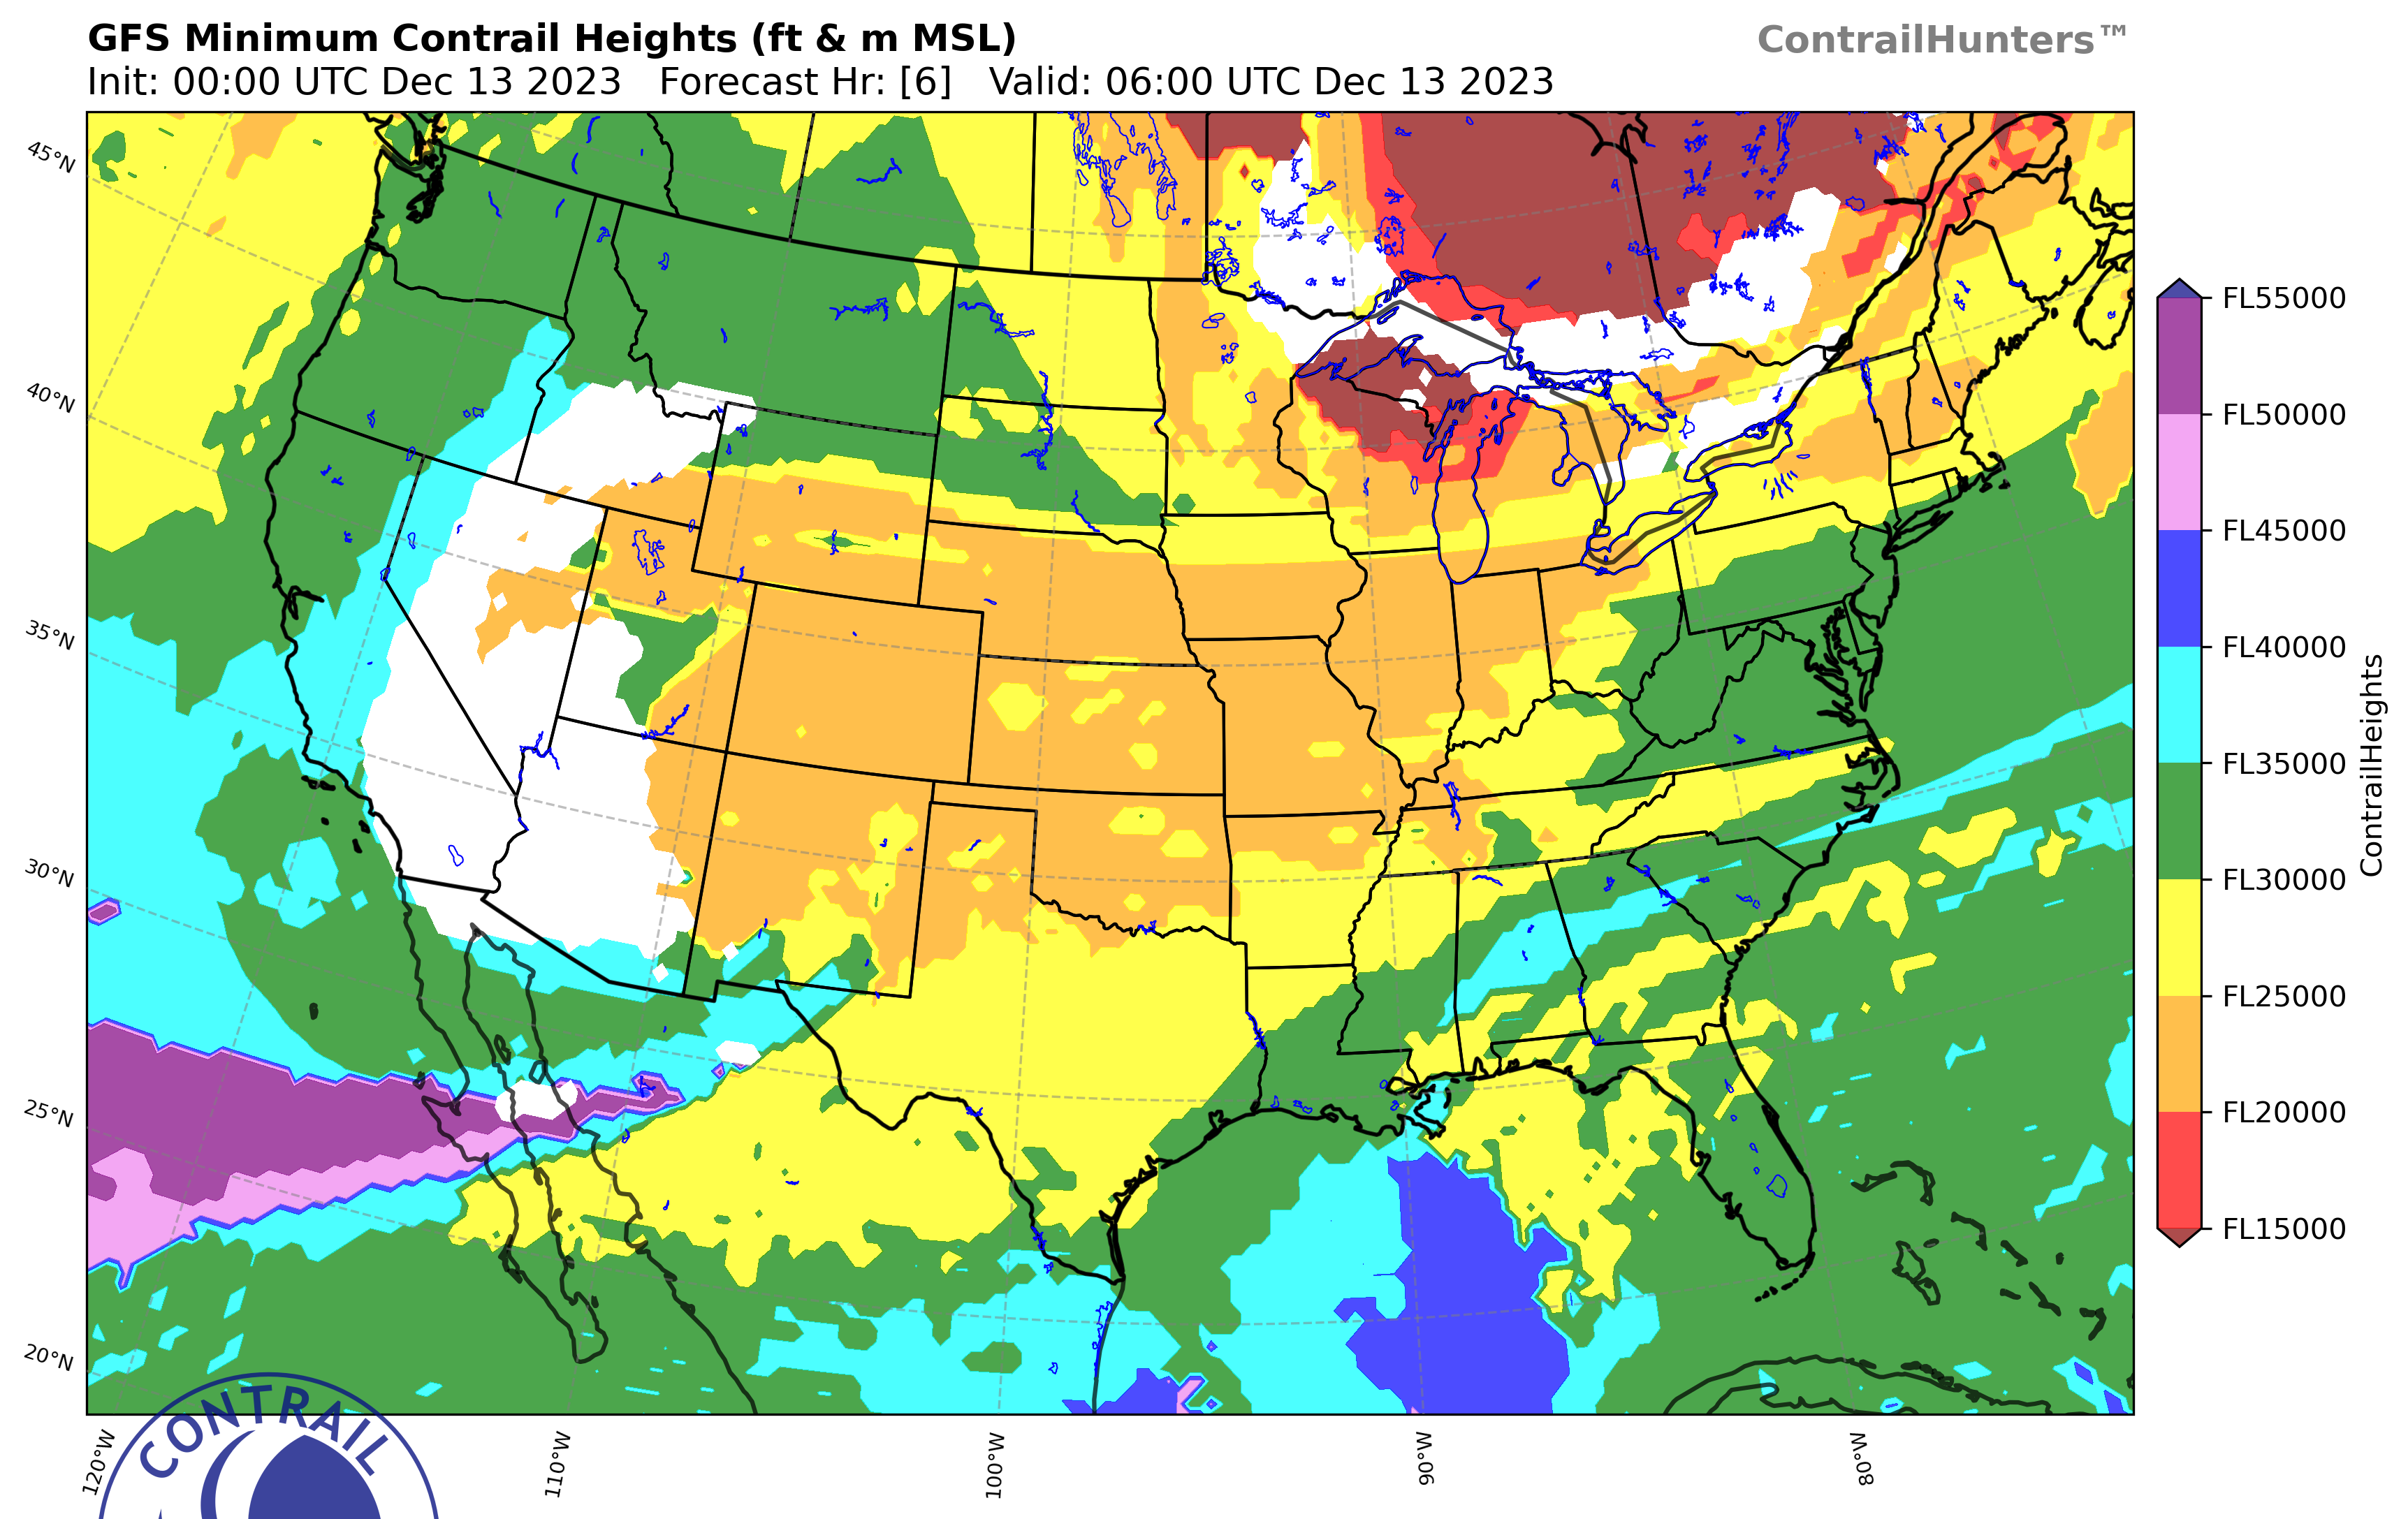 GFS Minimum Contrail Heights (ft & m MSL)
ContrailHunters™
Init: 00:00 UTC Dec 13 2023 Forecast Hr: [6] Valid: 06:00 UTC Dec 13 2023
45°N
40°N
35°N
30°N
25°N
20°N
120°W
110°W
100°W
90°W
80°W
FL55000
FL50000
FL45000
FL40000
FL35000
FL30000
FL25000
FL20000
FL15000
ContrailHeights
CONTRAIL